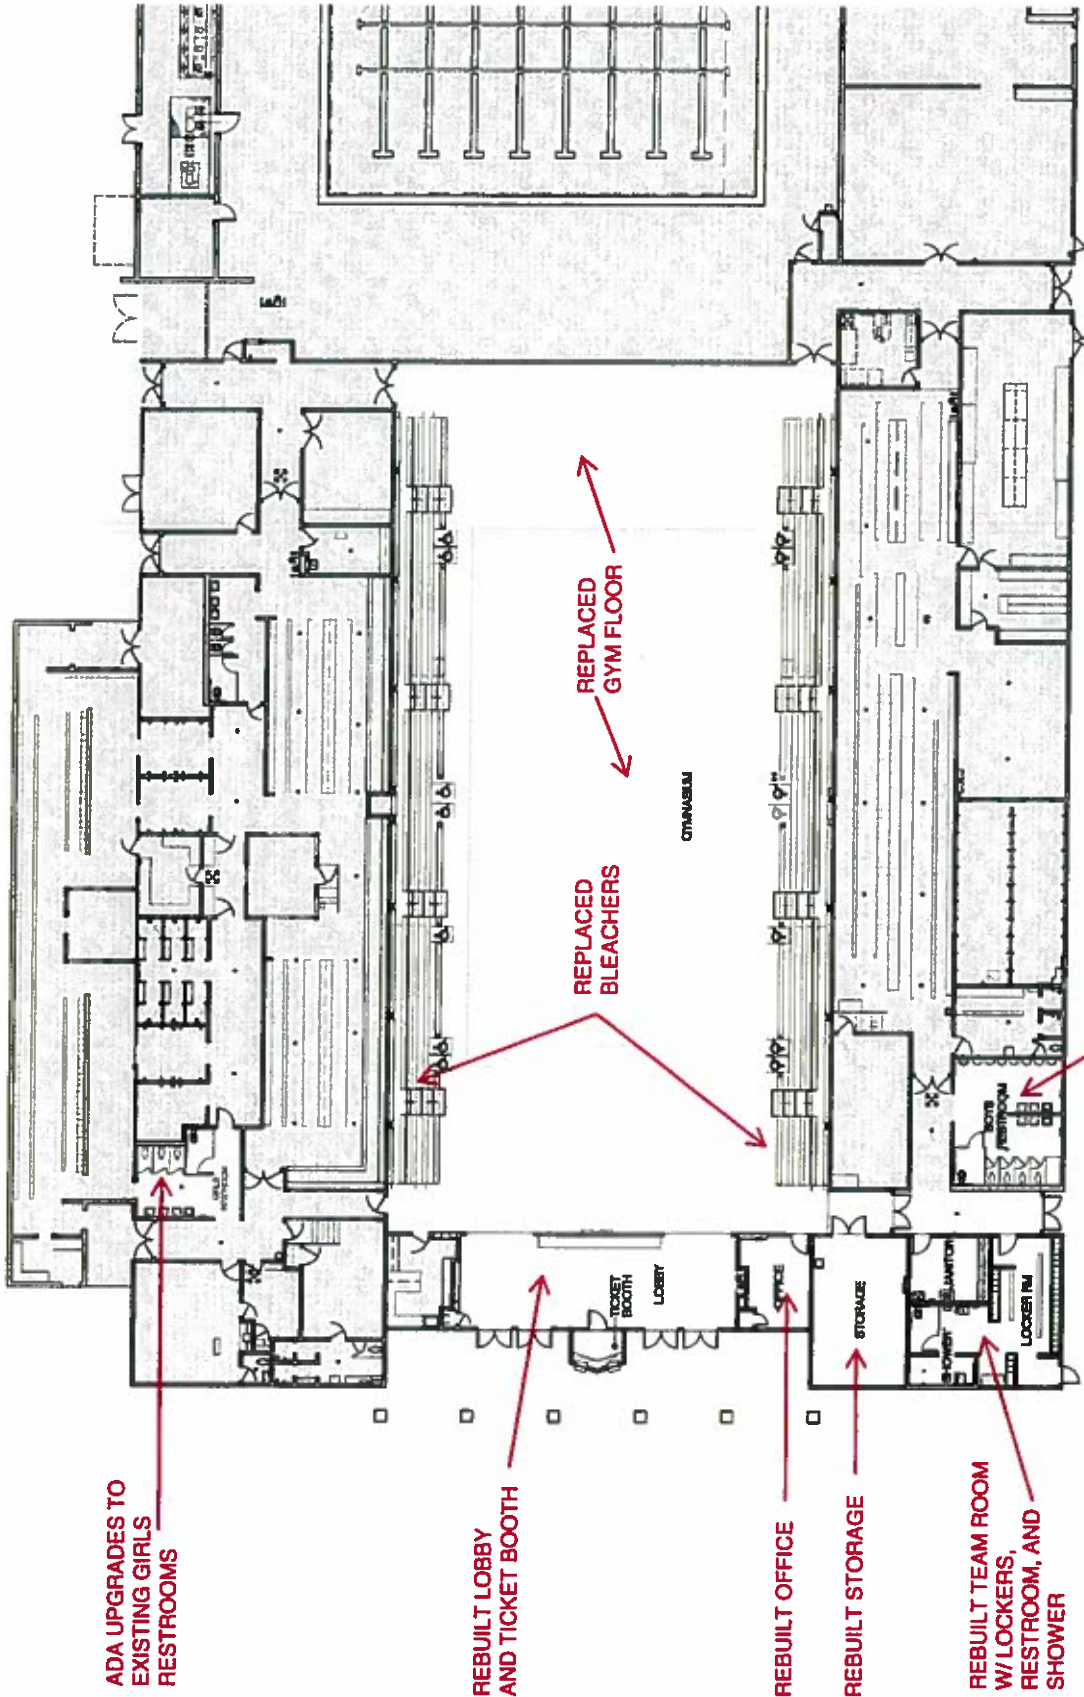 ADA UPGRADES TO
EXISTING GIRLS
RESTROOMS
REBUILT LOBBY
AND TICKET BOOTH
REBUILT OFFICE
REBUILT STORAGE
REBUILT TEAM ROOM
W/ LOCKERS,
RESTROOM, AND
SHOWER
REPLACED
BLEACHERS
REPLACED
GYM FLOOR
GYMNASIUM
TICKET
BOOTH
LOBBY
OFFICE
STORAGE
SHOWER
JANITOR
LOCKER RM
BOYS
RESTROOM
GIRLS
RESTROOM